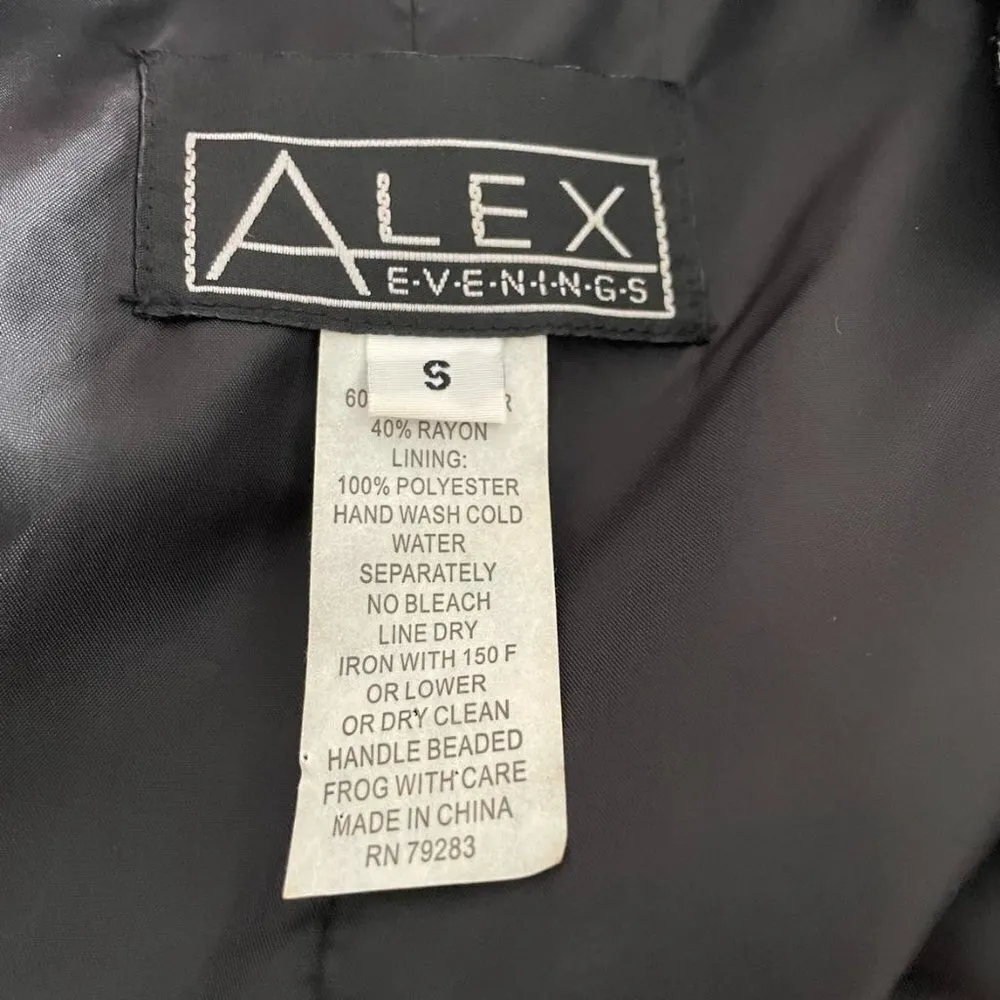 ALEX
E·V·E·N·I·N·G·S
S
60
40% RAYON
LINING:
100% POLYESTER
HAND WASH COLD
WATER
SEPARATELY
NO BLEACH
LINE DRY
IRON WITH 150 F
OR LOWER
OR DRY CLEAN
HANDLE BEADED
FROG WITH CARE
MADE IN CHINA
RN 79283